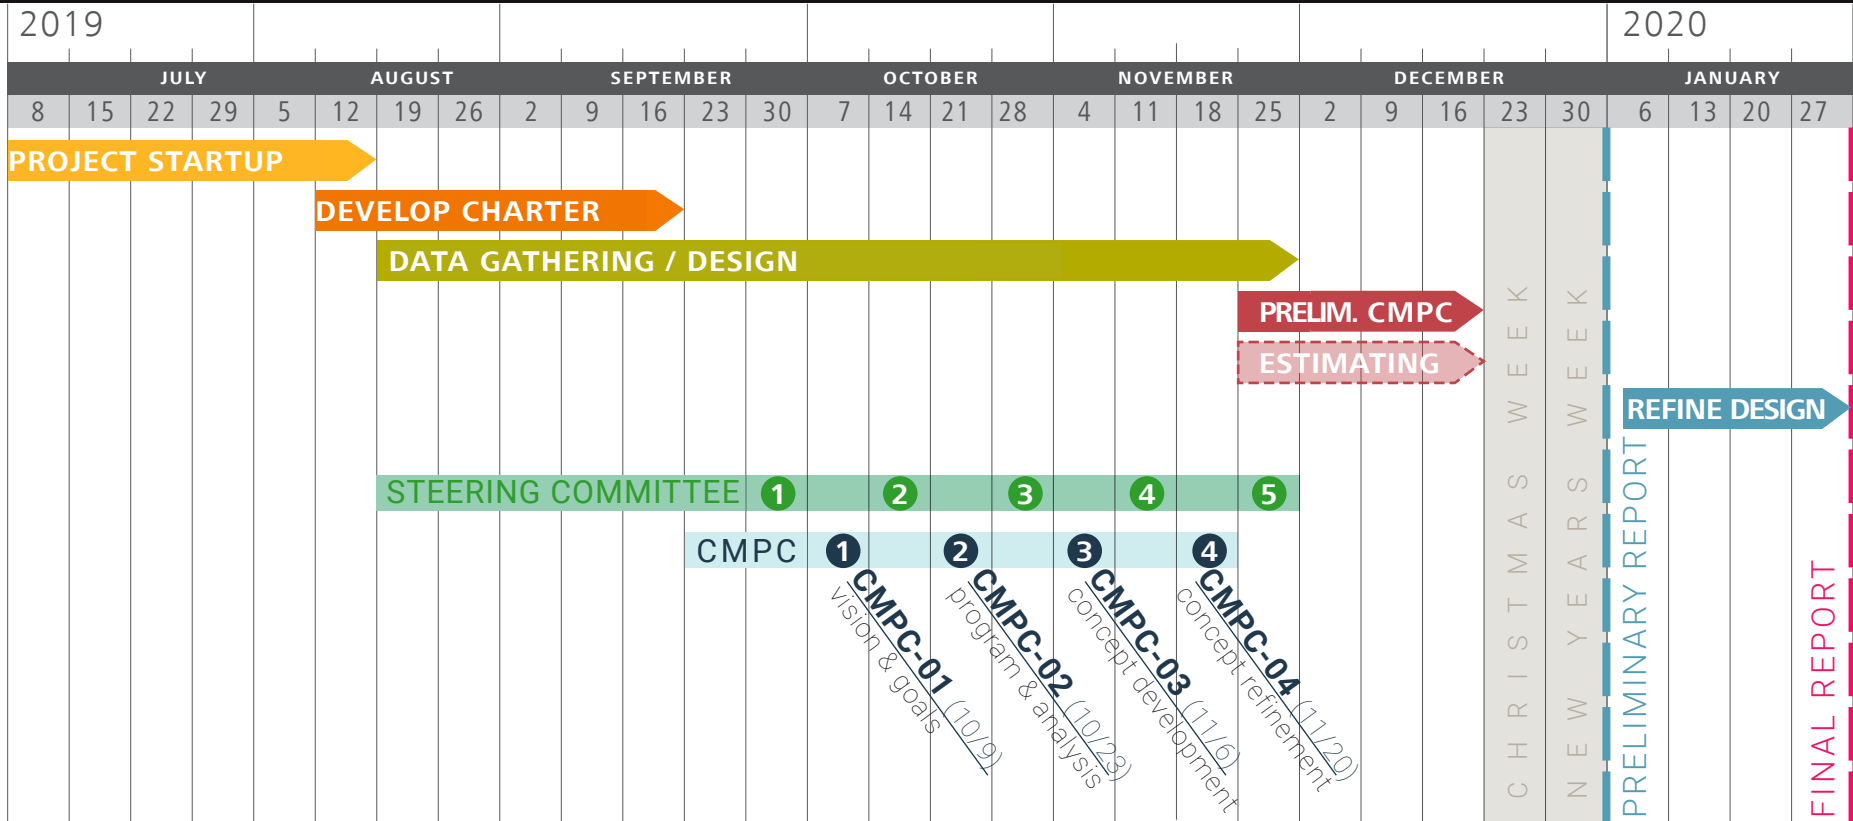 2019 2020
JULY AUGUST SEPTEMBER OCTOBER NOVEMBER DECEMBER JANUARY
8 15 22 29 5 12 19 26 2 9 16 23 30 7 14 21 28 4 11 18 25 2 9 16 23 30 6 13 20 27
PROJECT STARTUP
DEVELOP CHARTER
DATA GATHERING / DESIGN
PRELIM. CMPC
ESTIMATING
REFINE DESIGN
STEERING COMMITTEE 1 2 3 4 5
CMPC 1 2 3 4
CMPC-01 (10/9)
vision & goals
CMPC-02 (10/23)
program & analysis
CMPC-03 (11/6)
concept development
CMPC-04 (11/20)
concept refinement
CHRISTMAS WEEK
NEW YEARS WEEK
PRELIMINARY REPORT
FINAL REPORT